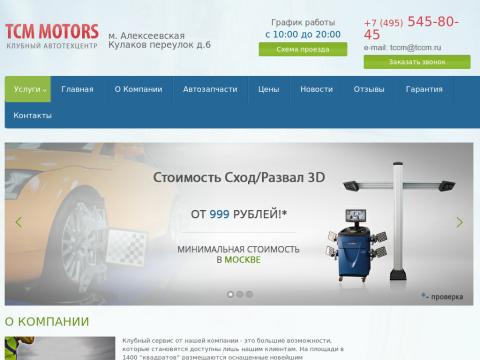 TCM MOTORS
КЛУБНЫЙ АВТОТЕХЦЕНТР
м. Алексеевская
Кулаков переулок д.6
График работы
с 10:00 до 20:00
Схема проезда
+7 (495) 545-80-45
e-mail: tccm@tccm.ru
Заказать звонок
Услуги
Главная
О Компании
Автозапчасти
Цены
Новости
Отзывы
Гарантия
Контакты
Стоимость Сход/Развал 3D
ОТ 999 РУБЛЕЙ!*
МИНИМАЛЬНАЯ СТОИМОСТЬ
В МОСКВЕ
*- проверка
О КОМПАНИИ
Клубный сервис от нашей компании - это большие возможности,
которые становятся доступны лишь нашим клиентам. На площади в
1400 "квадратов" размещаются оснащенные новейшим